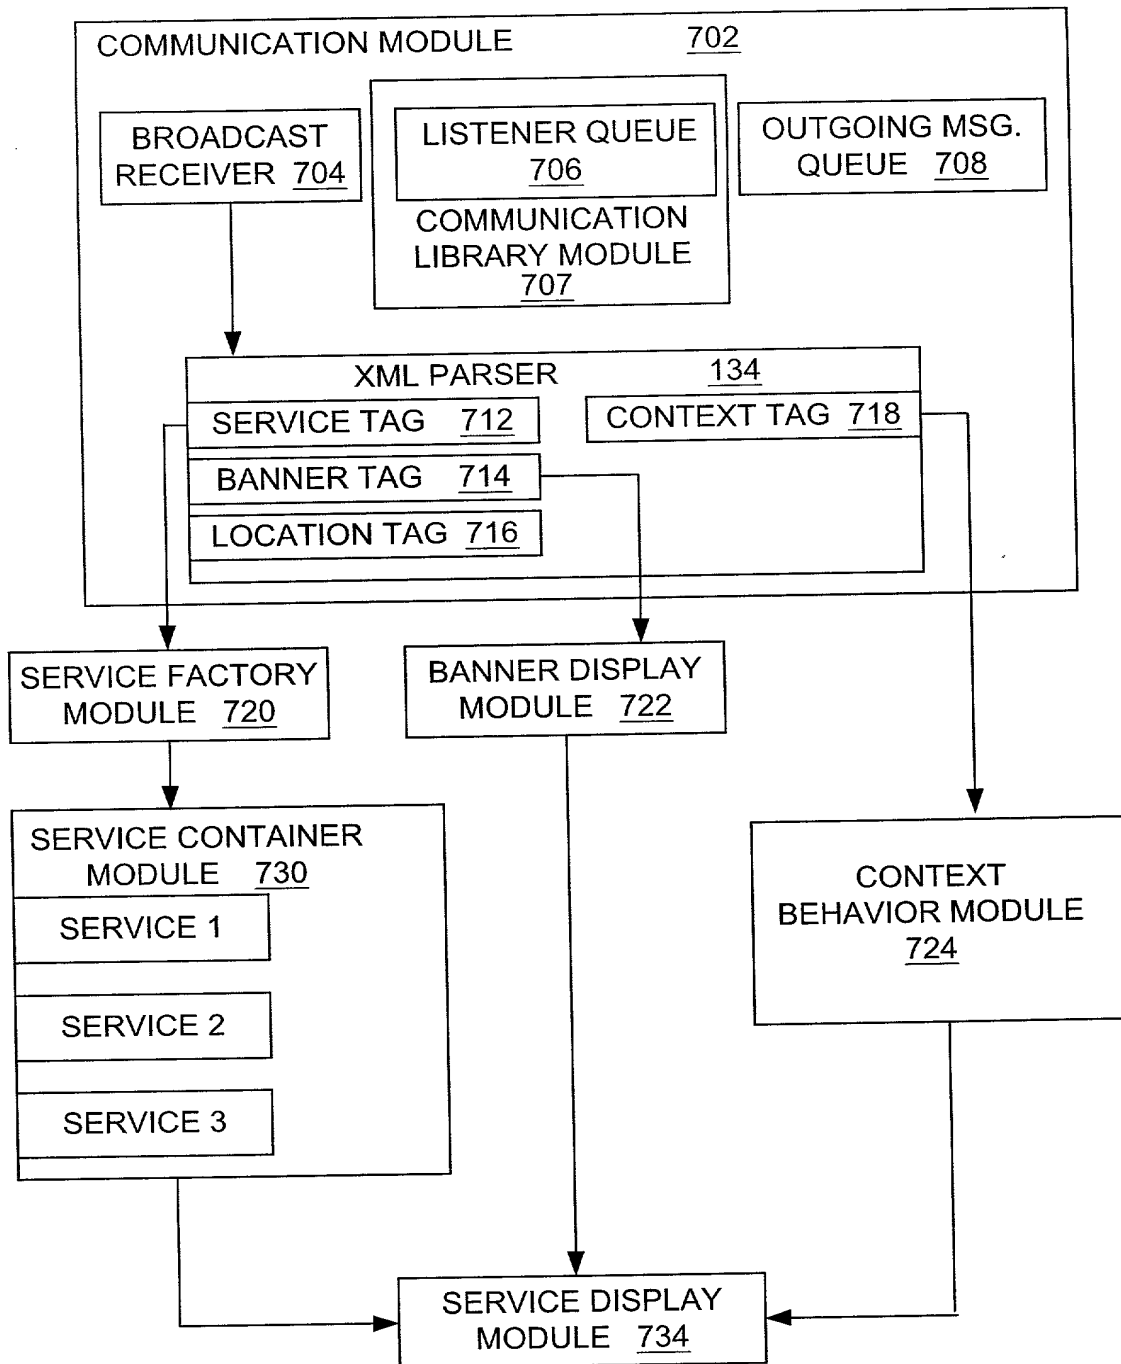 COMMUNICATION MODULE 702
BROADCAST
RECEIVER 704
LISTENER QUEUE
706
COMMUNICATION
LIBRARY MODULE
707
OUTGOING MSG.
QUEUE 708
XML PARSER 134
SERVICE TAG 712
CONTEXT TAG 718
BANNER TAG 714
LOCATION TAG 716
SERVICE FACTORY
MODULE 720
BANNER DISPLAY
MODULE 722
SERVICE CONTAINER
MODULE 730
SERVICE 1
SERVICE 2
SERVICE 3
CONTEXT
BEHAVIOR MODULE
724
SERVICE DISPLAY
MODULE 734